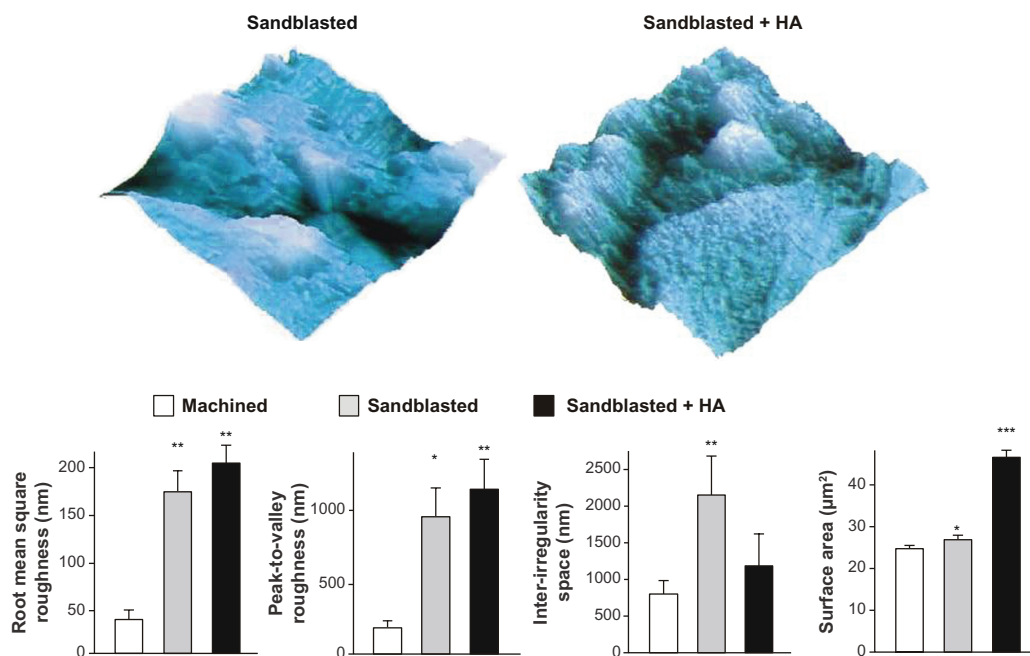 Sandblasted
Sandblasted + HA
Machined
Sandblasted
Sandblasted + HA
Root mean square
roughness (nm)
200
150
100
50
0
**
**
Peak-to-valley
roughness (nm)
1000
500
0
*
**
Inter-irregularity
space (nm)
2500
2000
1500
1000
500
0
**
Surface area (µm²)
40
30
20
10
0
*
***